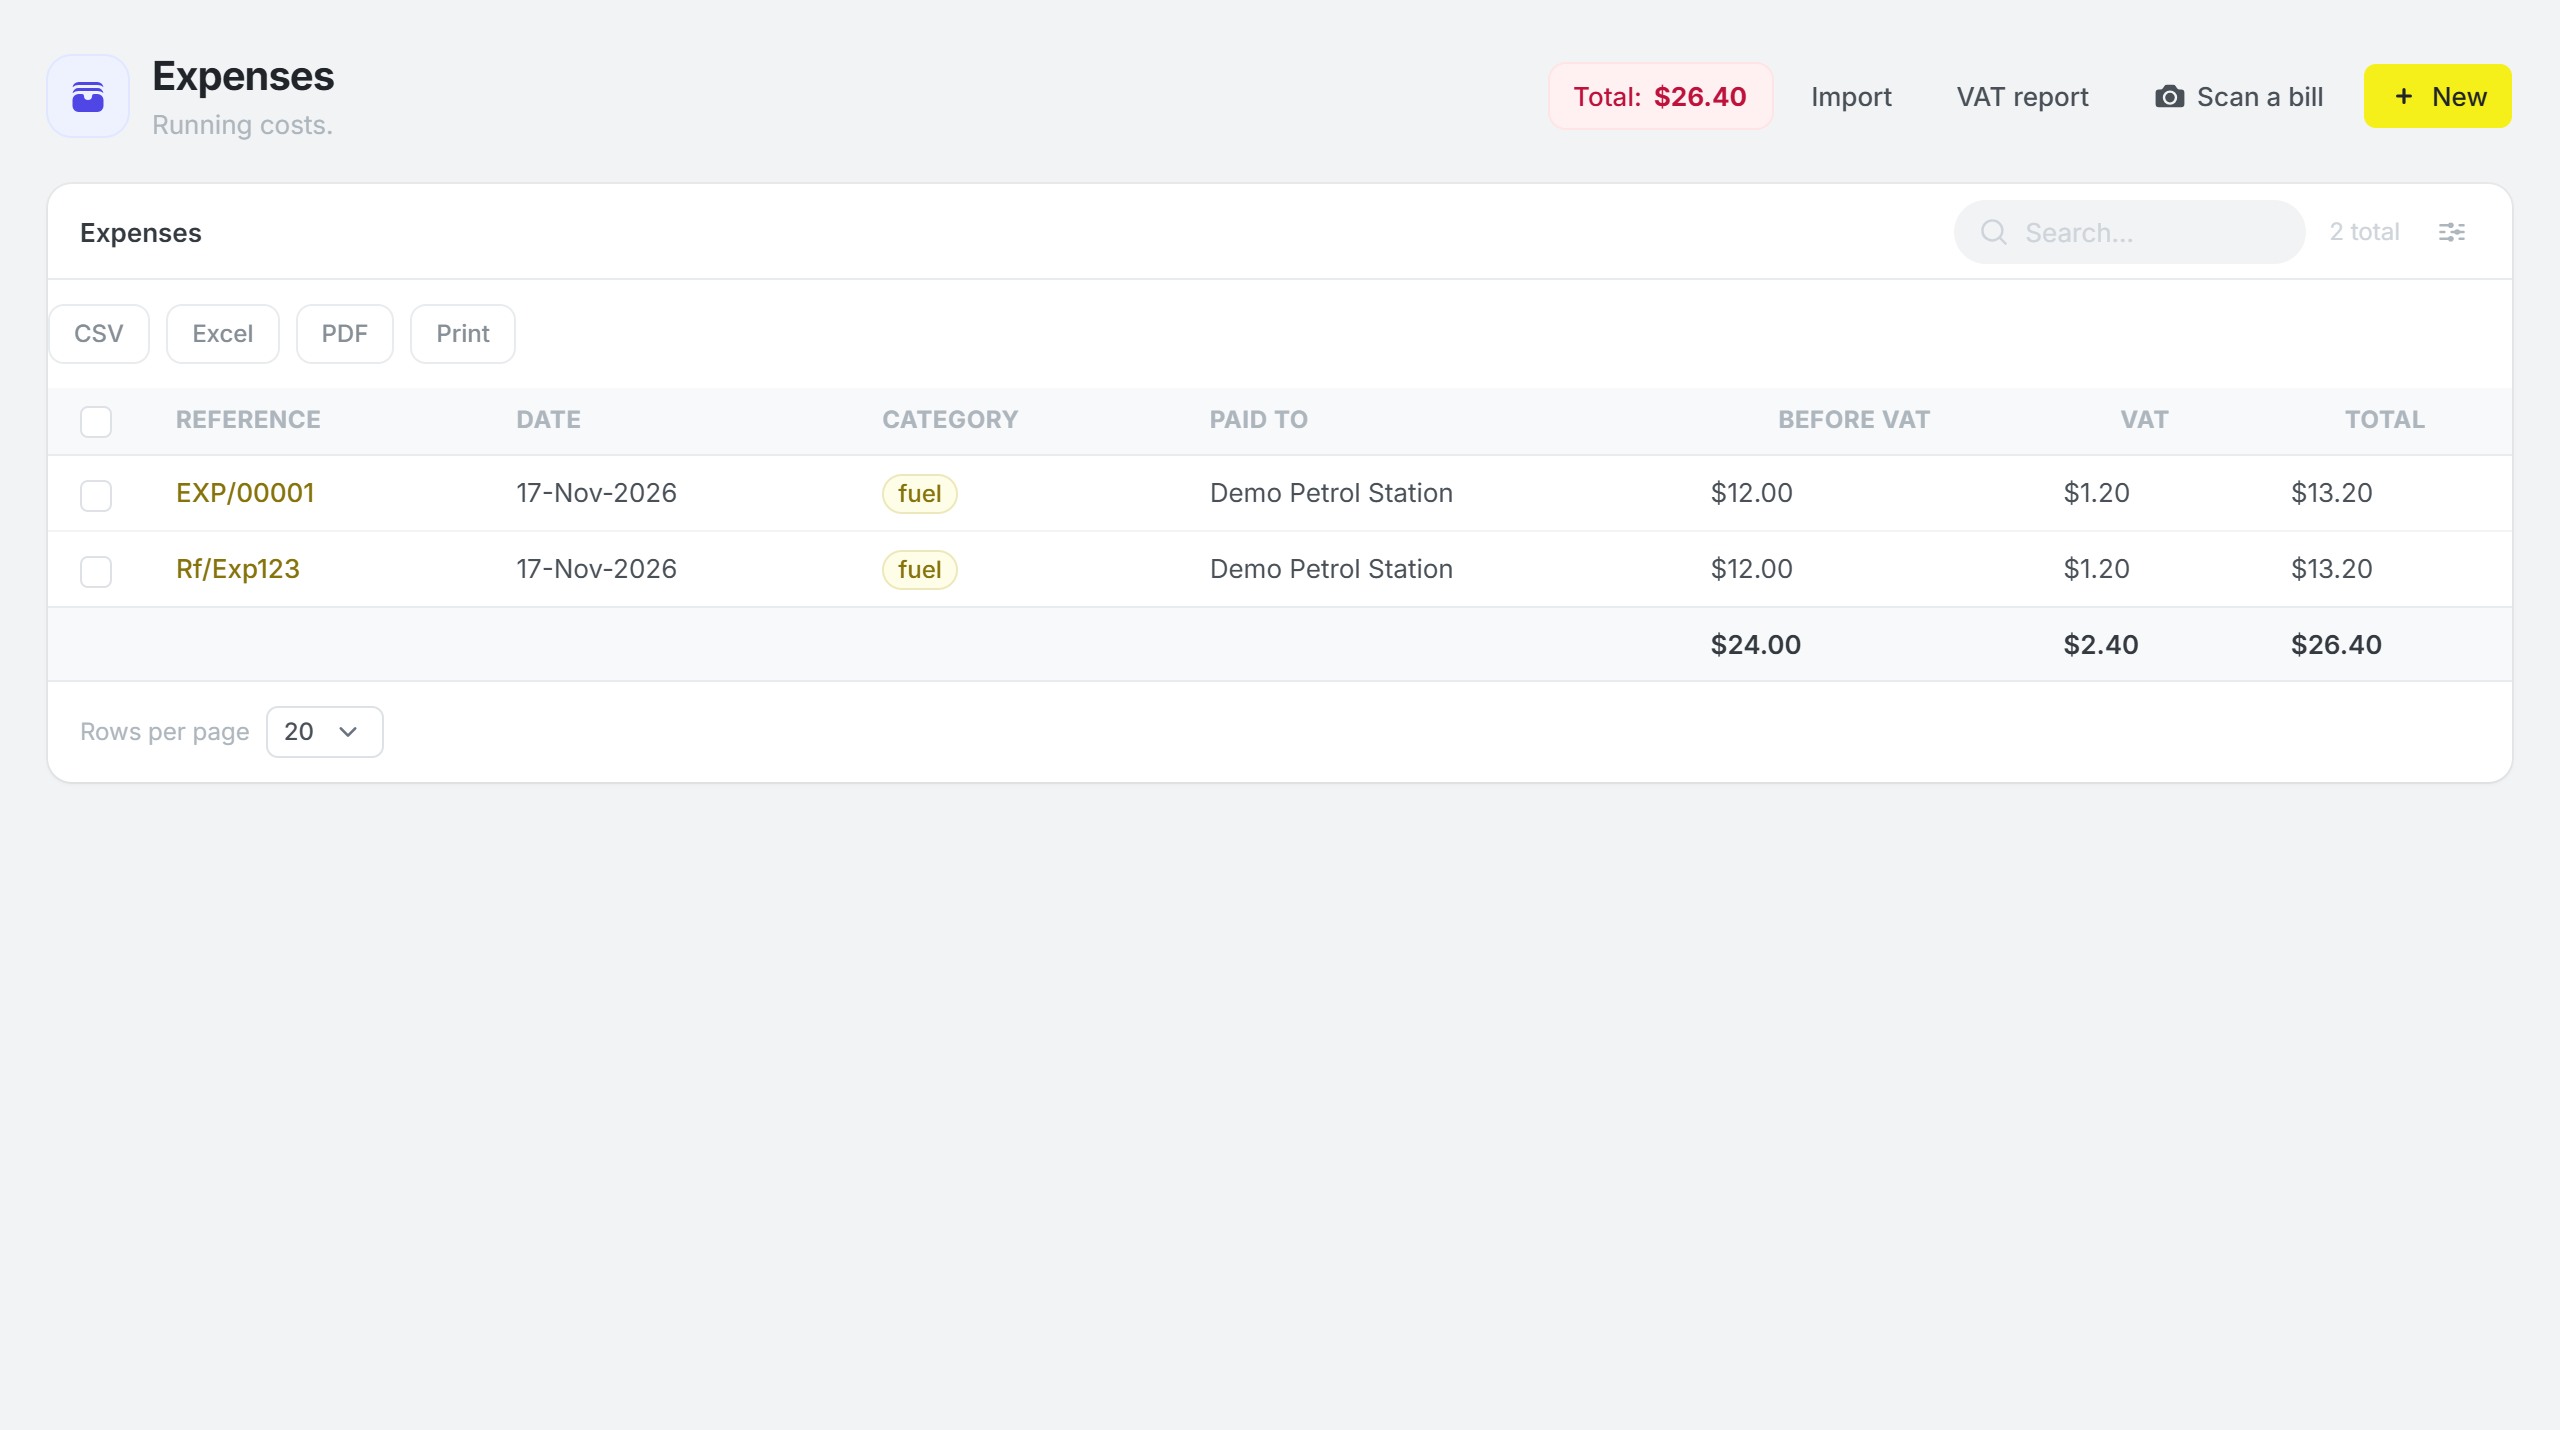 Expenses
Running costs.
Total: $26.40 Import VAT report Scan a bill + New
Expenses
Search... 2 total
CSV Excel PDF Print
REFERENCE DATE CATEGORY PAID TO BEFORE VAT VAT TOTAL
EXP/00001 17-Nov-2026 fuel Demo Petrol Station $12.00 $1.20 $13.20
Rf/Exp123 17-Nov-2026 fuel Demo Petrol Station $12.00 $1.20 $13.20
$24.00 $2.40 $26.40
Rows per page 20